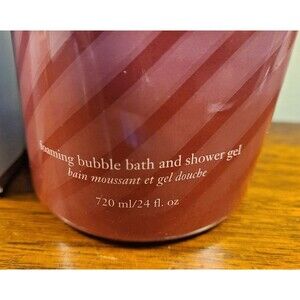 foaming bubble bath and shower gel
bain moussant et gel douche
720 ml/24 fl. oz